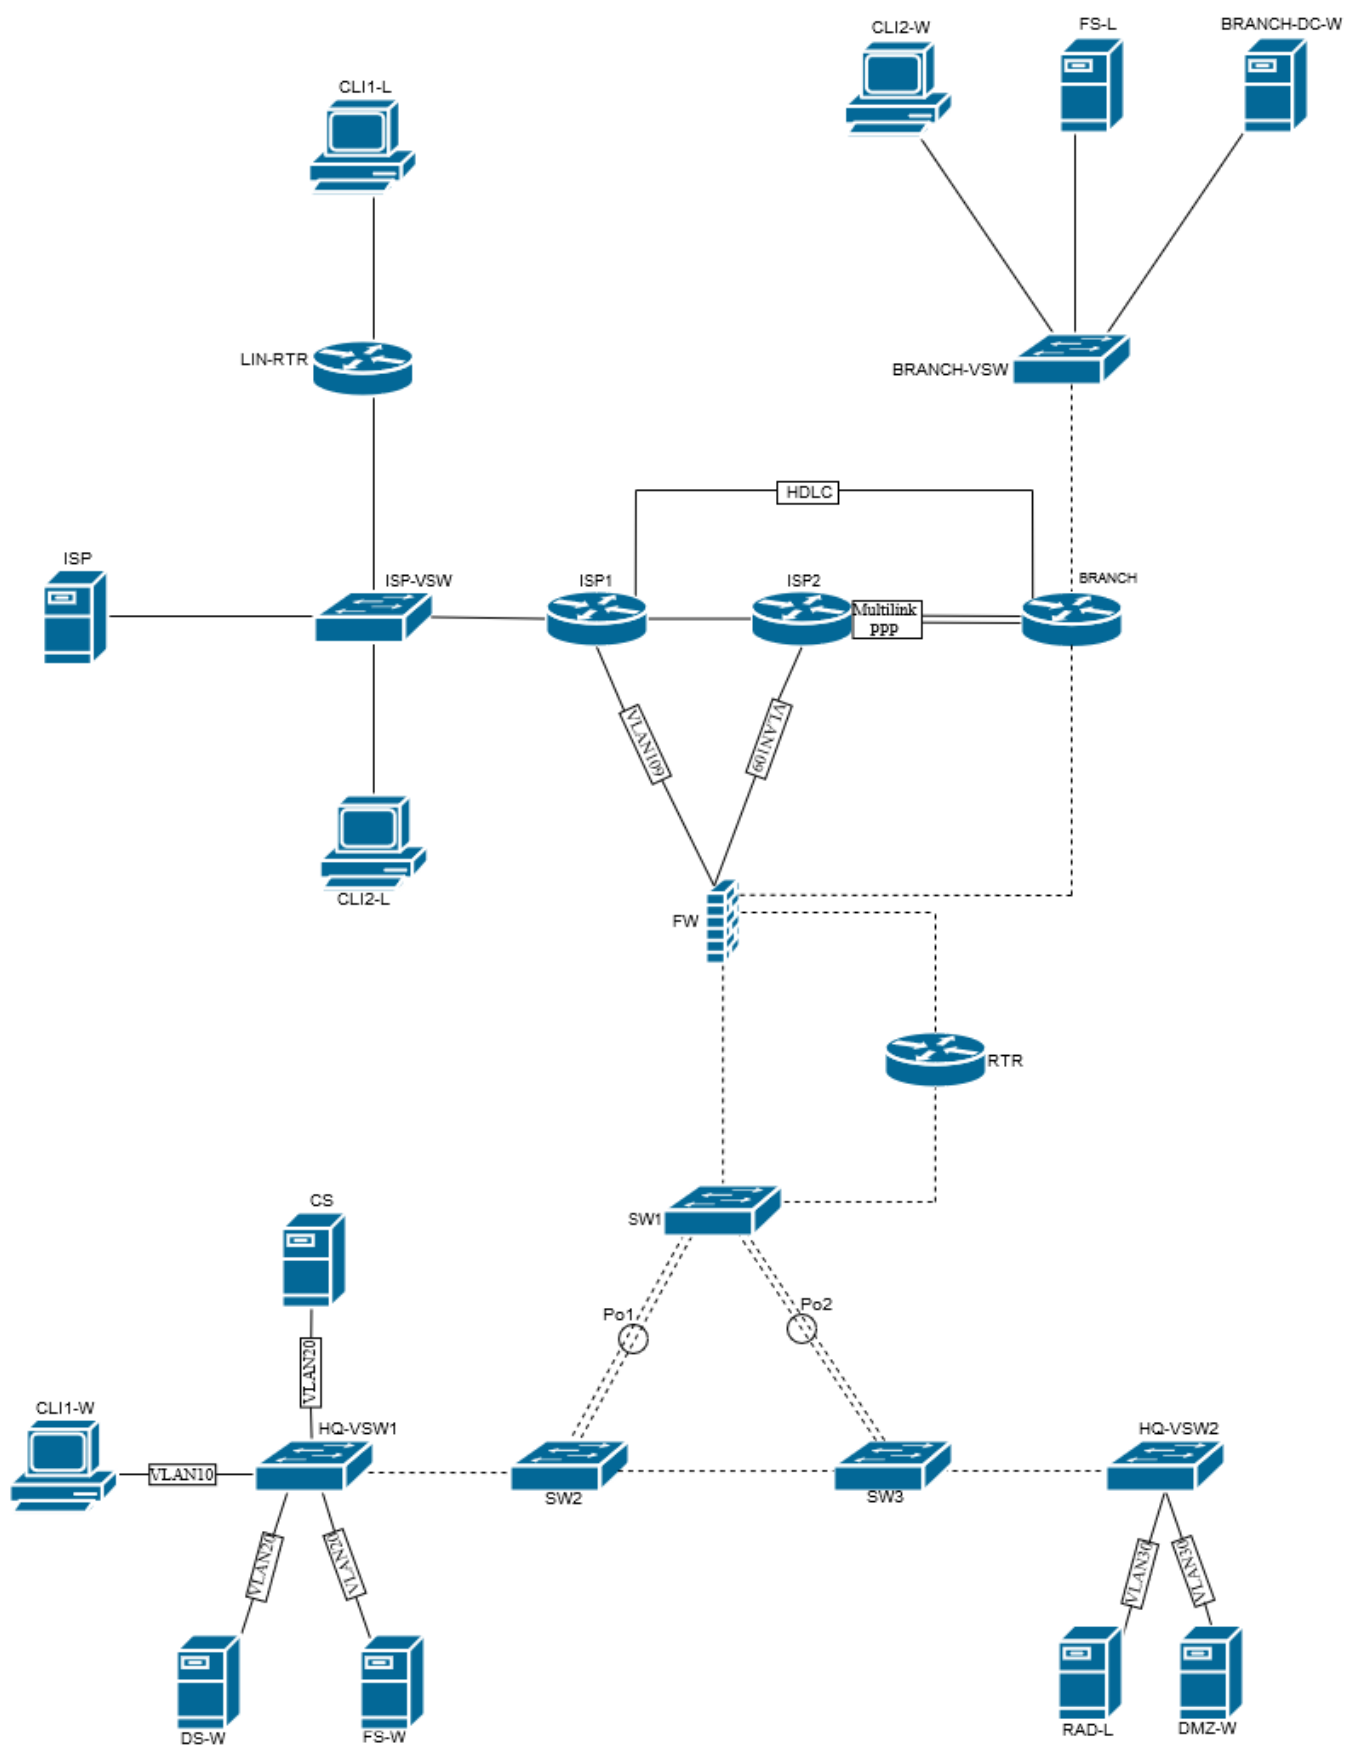 CLI2-W
FS-L
BRANCH-DC-W
CLI1-L
LIN-RTR
BRANCH-VSW
HDLC
ISP
ISP-VSW
ISP1
ISP2
BRANCH
Multilink
ppp
VLAN109
VLAN109
CLI2-L
FW
RTR
CS
SW1
Po1
Po2
VLAN20
CLI1-W
HQ-VSW1
HQ-VSW2
VLAN10
SW2
SW3
VLAN20
VLAN20
VLAN30
VLAN30
DS-W
FS-W
RAD-L
DMZ-W